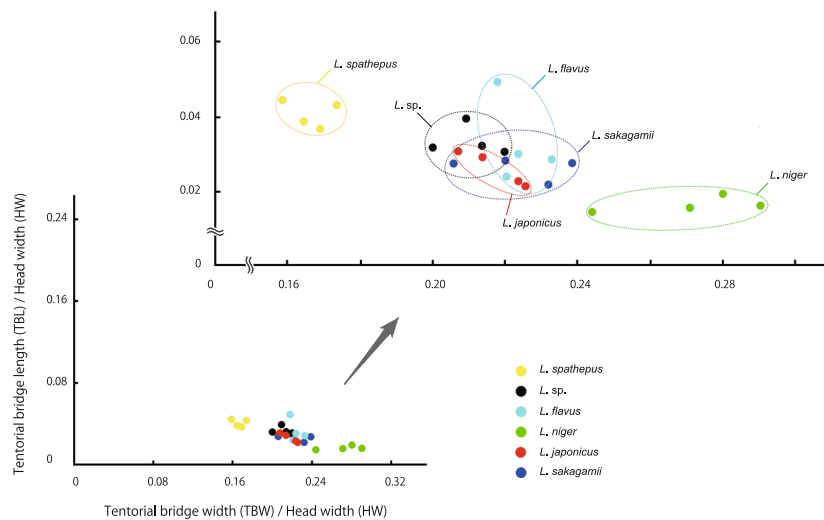 0.06
L. spathepus
L. flavus
L. sp.
0.04
L. sakagamii
L. niger
0.02
L. japonicus
0
0 0.16 0.20 0.24 0.28
Tentorial bridge length (TBL) / Head width (HW)
0.24
0.16
0.08
0
0 0.16 0.24 0.32
Tentorial bridge width (TBW) / Head width (HW)
L. spathepus
L. sp.
L. flavus
L. niger
L. japonicus
L. sakagamii